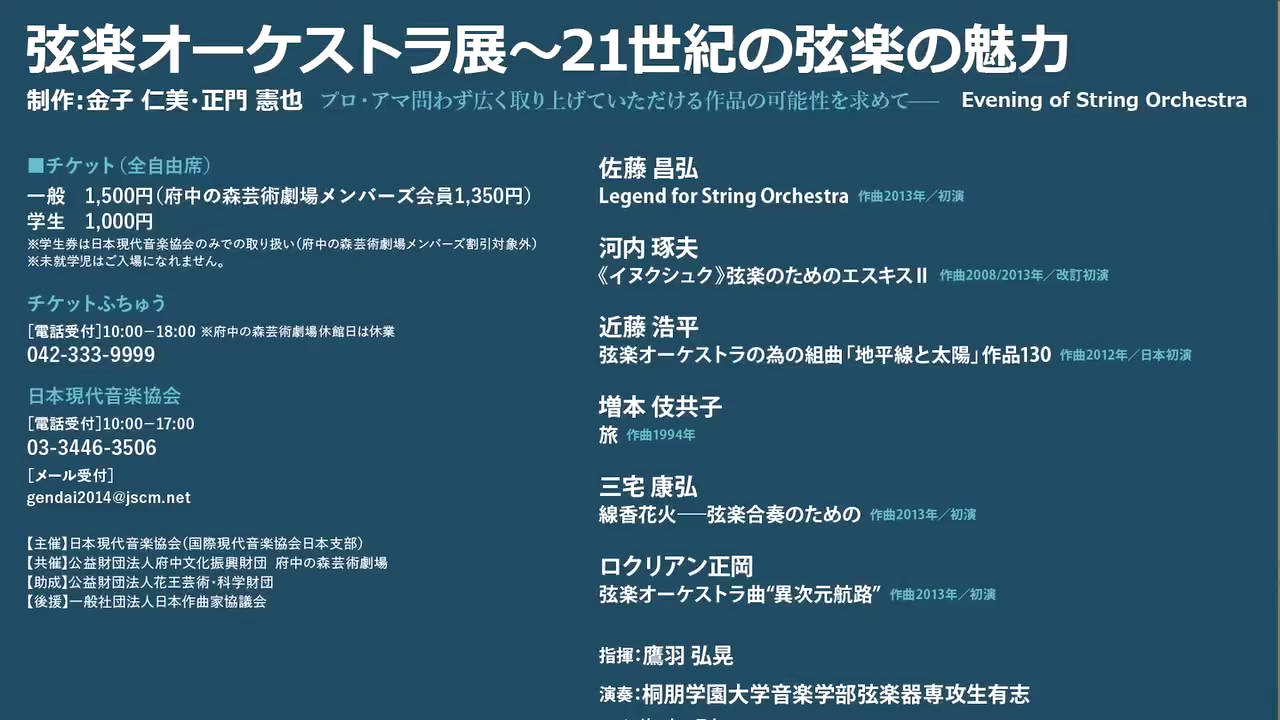 弦楽オーケストラ展～21世紀の弦楽の魅力
制作：金子 仁美・正門 憲也 プロ・アマ問わず広く取り上げていただける作品の可能性を求めて── Evening of String Orchestra
■チケット（全自由席）
一般　1,500円（府中の森芸術劇場メンバーズ会員1,350円）
学生　1,000円
※学生券は日本現代音楽協会のみでの取り扱い（府中の森芸術劇場メンバーズ割引対象外）
※未就学児はご入場になれません。
チケットふちゅう
［電話受付］10:00－18:00 ※府中の森芸術劇場休館日は休業
042-333-9999
日本現代音楽協会
［電話受付］10:00－17:00
03-3446-3506
［メール受付］
gendai2014@jscm.net
【主催】日本現代音楽協会（国際現代音楽協会日本支部）
【共催】公益財団法人府中文化振興財団 府中の森芸術劇場
【助成】公益財団法人花王芸術・科学財団
【後援】一般社団法人日本作曲家協議会
佐藤 昌弘
Legend for String Orchestra 作曲2013年／初演
河内 琢夫
《イヌクシュク》弦楽のためのエスキスⅡ 作曲2008/2013年／改訂初演
近藤 浩平
弦楽オーケストラの為の組曲「地平線と太陽」作品130 作曲2012年／日本初演
増本 伎共子
旅 作曲1994年
三宅 康弘
線香花火──弦楽合奏のための 作曲2013年／初演
ロクリアン正岡
弦楽オーケストラ曲“異次元航路” 作曲2013年／初演
指揮：鷹羽 弘晃
演奏：桐朋学園大学音楽学部弦楽器専攻生有志